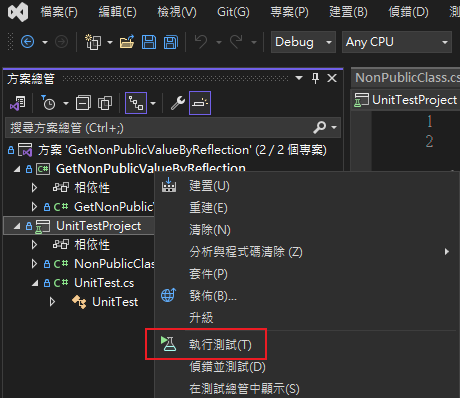 檔案(F) 編輯(E) 檢視(V) Git(G) 專案(P) 建置(B) 偵錯(D)
Debug Any CPU
方案總管
NonPublicClass.cs
搜尋方案總管 (Ctrl+;)
UnitTestProject
方案 'GetNonPublicValueByReflection' (2 / 2 個專案)
1
GetNonPublicValueByReflection
2
相依性
GetNonPublic
UnitTestProject
相依性
NonPublicClas
UnitTest.cs
UnitTest
建置(U)
重建(E)
清除(N)
分析與程式碼清除 (Z)
套件(P)
發佈(B)...
升級
執行測試(T)
偵錯並測試(D)
在測試總管中顯示(S)